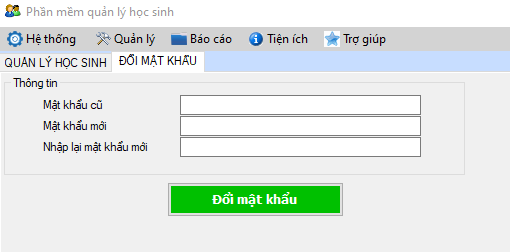 Phần mềm quản lý học sinh
Hệ thống Quản lý Báo cáo Tiện ích Trợ giúp
QUẢN LÝ HỌC SINH ĐỔI MẬT KHẨU
Thông tin
Mật khẩu cũ
Mật khẩu mới
Nhập lại mật khẩu mới
Đổi mật khẩu